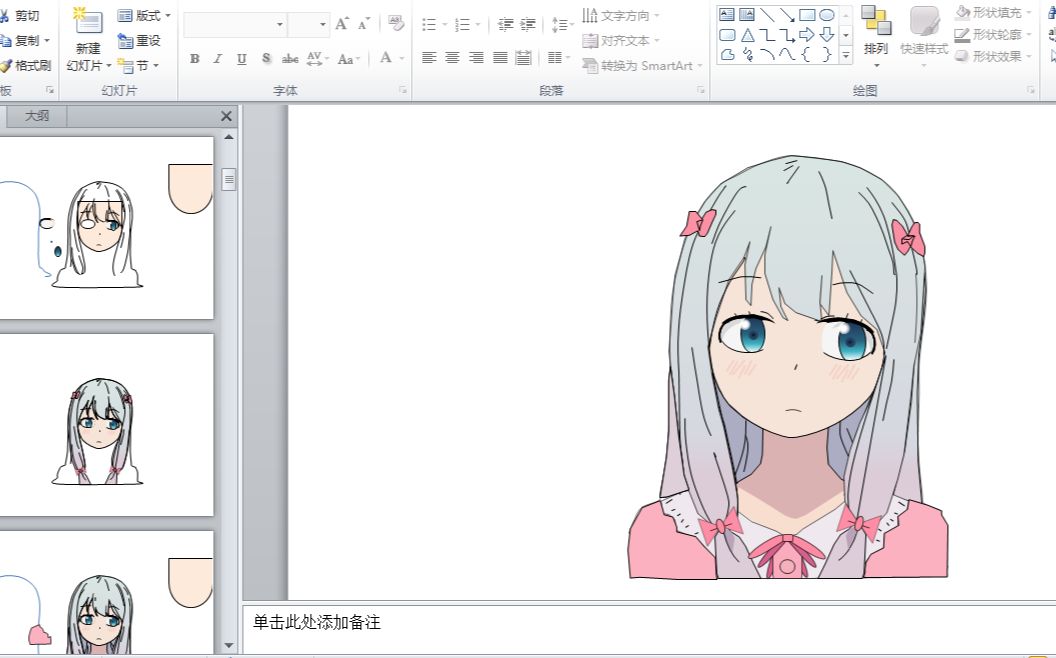 剪切
复制
格式刷
板
新建
幻灯片
版式
重设
节
幻灯片
B I U S abc AV Aa A
字体
文字方向
对齐文本
转换为 SmartArt
段落
排列
快速样式
形状填充
形状轮廓
形状效果
绘图
大纲
单击此处添加备注